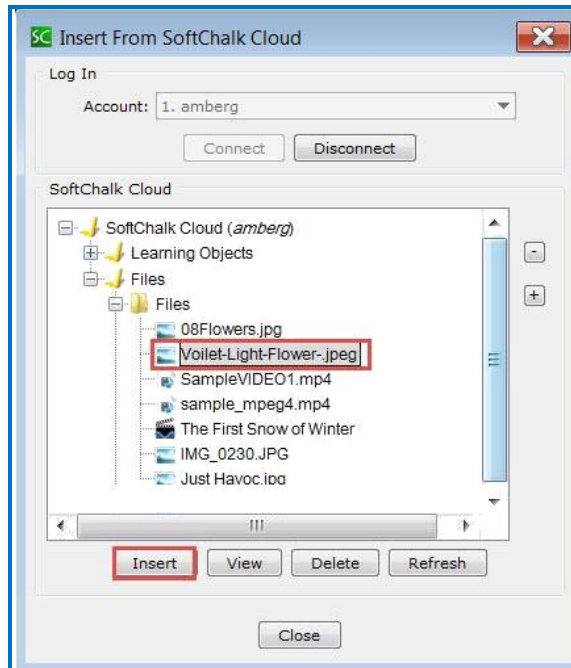 SC Insert From SoftChalk Cloud
Log In
Account: 1. amberg
Connect Disconnect
SoftChalk Cloud
SoftChalk Cloud (amberg)
Learning Objects
Files
Files
08Flowers.jpg
Voilet-Light-Flower-.jpeg
SampleVIDEO1.mp4
sample_mpeg4.mp4
The First Snow of Winter
IMG_0230.JPG
Just Havoc.jpg
Insert View Delete Refresh
Close